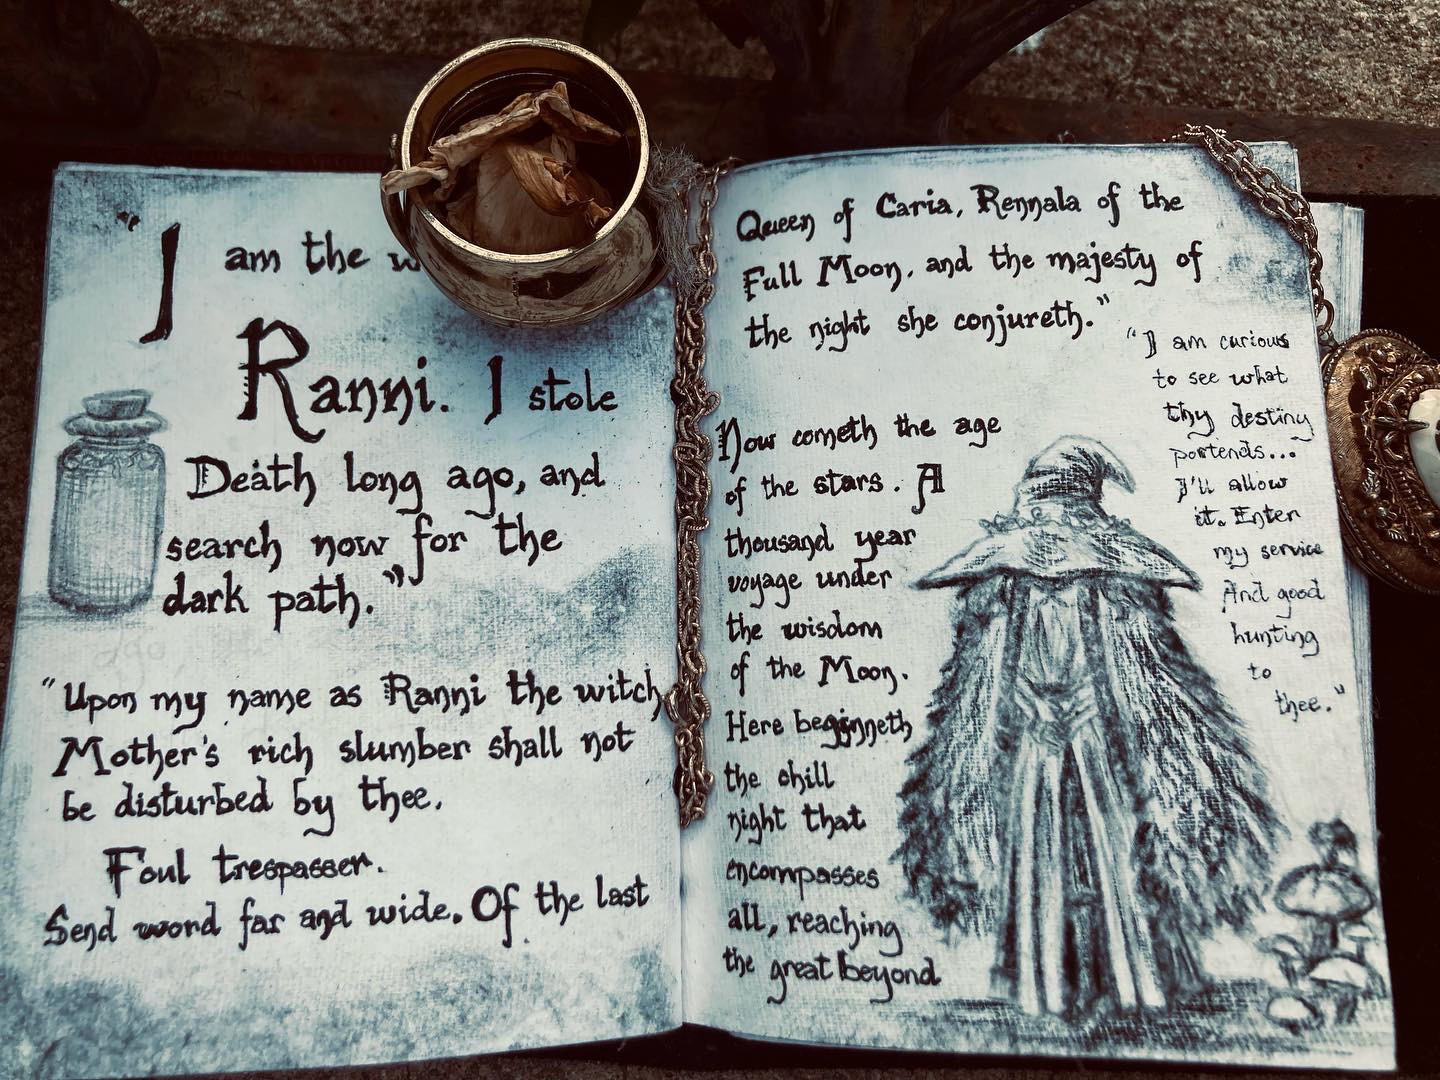 "I am the
Ranni. I stole
Death long ago, and
search now for the
dark path."
"Upon my name as Ranni the witch
Mother's rich slumber shall not
be disturbed by thee.
Foul trespasser.
Send word far and wide. Of the last
Queen of Caria, Rennala of the
Full Moon, and the majesty of
the night she conjureth."
Now cometh the age
of the stars. A
thousand year
voyage under
the wisdom
of the Moon.
Here beginneth
the chill
night that
encompasses
all, reaching
the great beyond
"I am curious
to see what
thy destiny
portends...
I'll allow
it. Enter
my service
And good
hunting
to
thee."